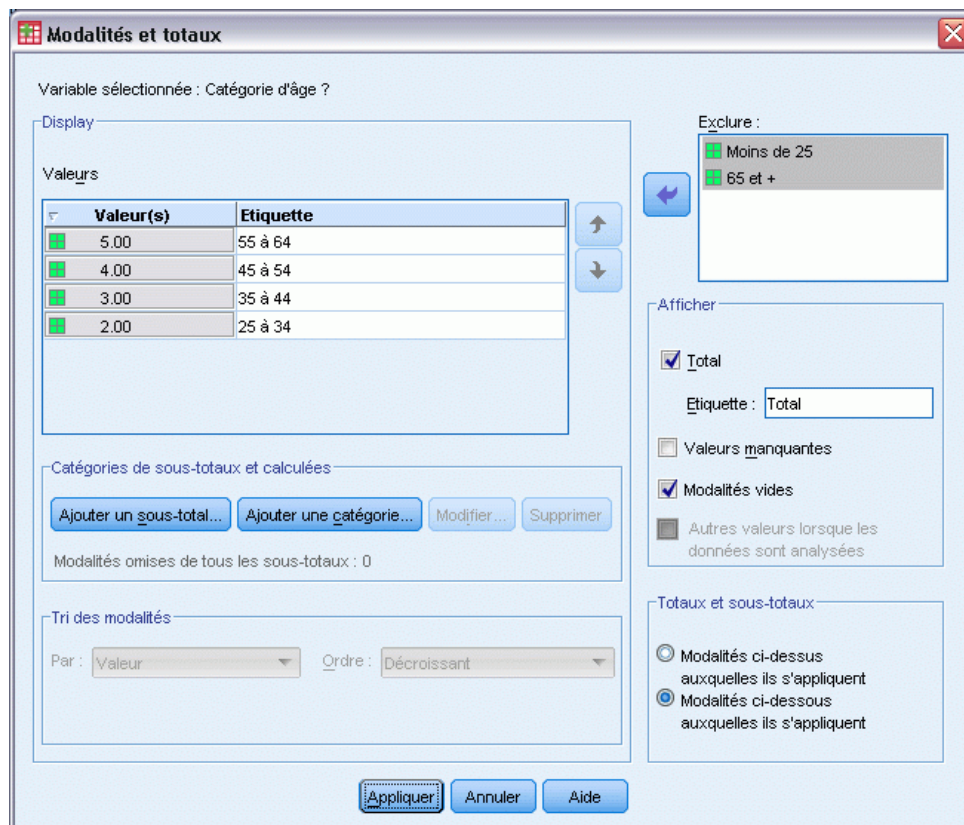 Modalités et totaux
Variable sélectionnée : Catégorie d'âge ?
Display
Valeurs
Valeur(s) Etiquette
5.00 55 à 64
4.00 45 à 54
3.00 35 à 44
2.00 25 à 34
Catégories de sous-totaux et calculées
Ajouter un sous-total... Ajouter une catégorie... Modifier... Supprimer
Modalités omises de tous les sous-totaux : 0
Tri des modalités
Par : Valeur Ordre : Décroissant
Exclure :
Moins de 25
65 et +
Afficher
Total
Etiquette : Total
Valeurs manquantes
Modalités vides
Autres valeurs lorsque les
données sont analysées
Totaux et sous-totaux
Modalités ci-dessus
auxquelles ils s'appliquent
Modalités ci-dessous
auxquelles ils s'appliquent
Appliquer Annuler Aide